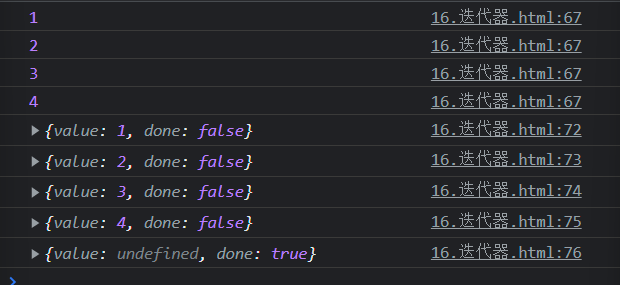 1 16.迭代器.html:67
2 16.迭代器.html:67
3 16.迭代器.html:67
4 16.迭代器.html:67
▶ {value: 1, done: false} 16.迭代器.html:72
▶ {value: 2, done: false} 16.迭代器.html:73
▶ {value: 3, done: false} 16.迭代器.html:74
▶ {value: 4, done: false} 16.迭代器.html:75
▶ {value: undefined, done: true} 16.迭代器.html:76